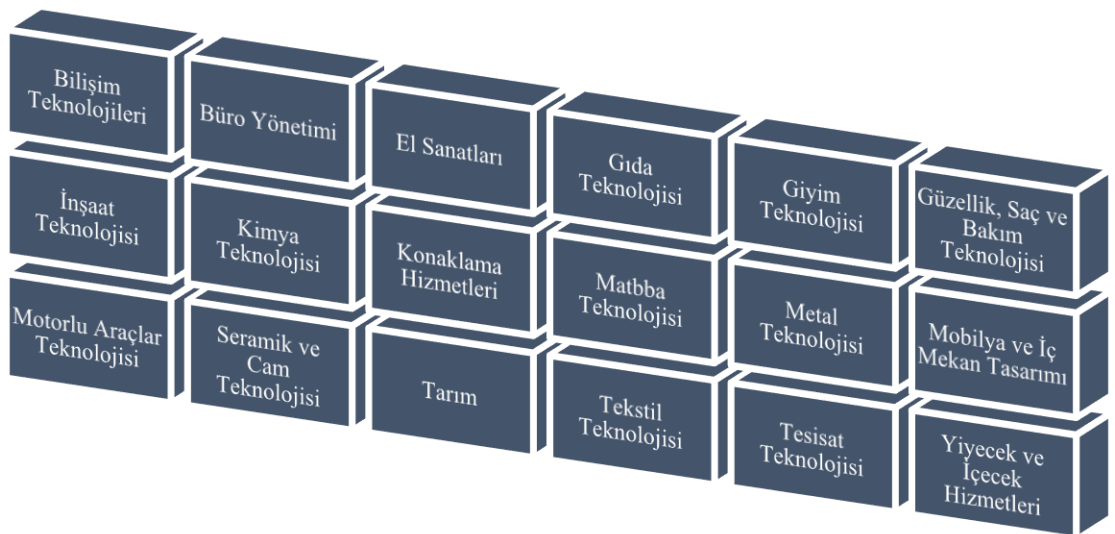 Bilişim
Teknolojileri
Büro Yönetimi
El Sanatları
Gıda
Teknolojisi
Giyim
Teknolojisi
Güzellik, Saç ve
Bakım
Teknolojisi
İnşaat
Teknolojisi
Kimya
Teknolojisi
Konaklama
Hizmetleri
Matbba
Teknolojisi
Metal
Teknolojisi
Mobilya ve İç
Mekan Tasarımı
Motorlu Araçlar
Teknolojisi
Seramik ve
Cam
Teknolojisi
Tarım
Tekstil
Teknolojisi
Tesisat
Teknolojisi
Yiyecek ve
İçecek
Hizmetleri